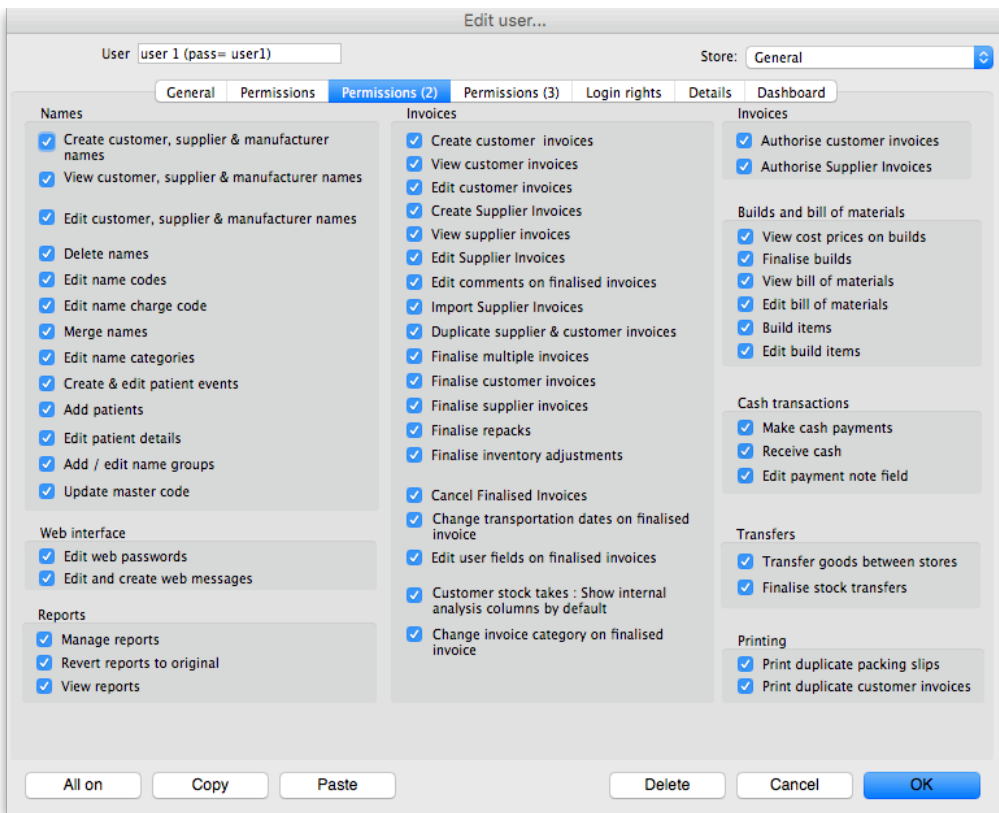 Edit user...
User user 1 (pass= user1)
Store: General
General Permissions Permissions (2) Permissions (3) Login rights Details Dashboard
Names
Create customer, supplier & manufacturer
names
View customer, supplier & manufacturer names
Edit customer, supplier & manufacturer names
Delete names
Edit name codes
Edit name charge code
Merge names
Edit name categories
Create & edit patient events
Add patients
Edit patient details
Add / edit name groups
Update master code
Web interface
Edit web passwords
Edit and create web messages
Reports
Manage reports
Revert reports to original
View reports
Invoices
Create customer invoices
View customer invoices
Edit customer invoices
Create Supplier Invoices
View supplier invoices
Edit Supplier Invoices
Edit comments on finalised invoices
Import Supplier Invoices
Duplicate supplier & customer invoices
Finalise multiple invoices
Finalise customer invoices
Finalise supplier invoices
Finalise repacks
Finalise inventory adjustments
Cancel Finalised Invoices
Change transportation dates on finalised
invoice
Edit user fields on finalised invoices
Customer stock takes : Show internal
analysis columns by default
Change invoice category on finalised
invoice
Invoices
Authorise customer invoices
Authorise Supplier Invoices
Builds and bill of materials
View cost prices on builds
Finalise builds
View bill of materials
Edit bill of materials
Build items
Edit build items
Cash transactions
Make cash payments
Receive cash
Edit payment note field
Transfers
Transfer goods between stores
Finalise stock transfers
Printing
Print duplicate packing slips
Print duplicate customer invoices
All on Copy Paste Delete Cancel OK